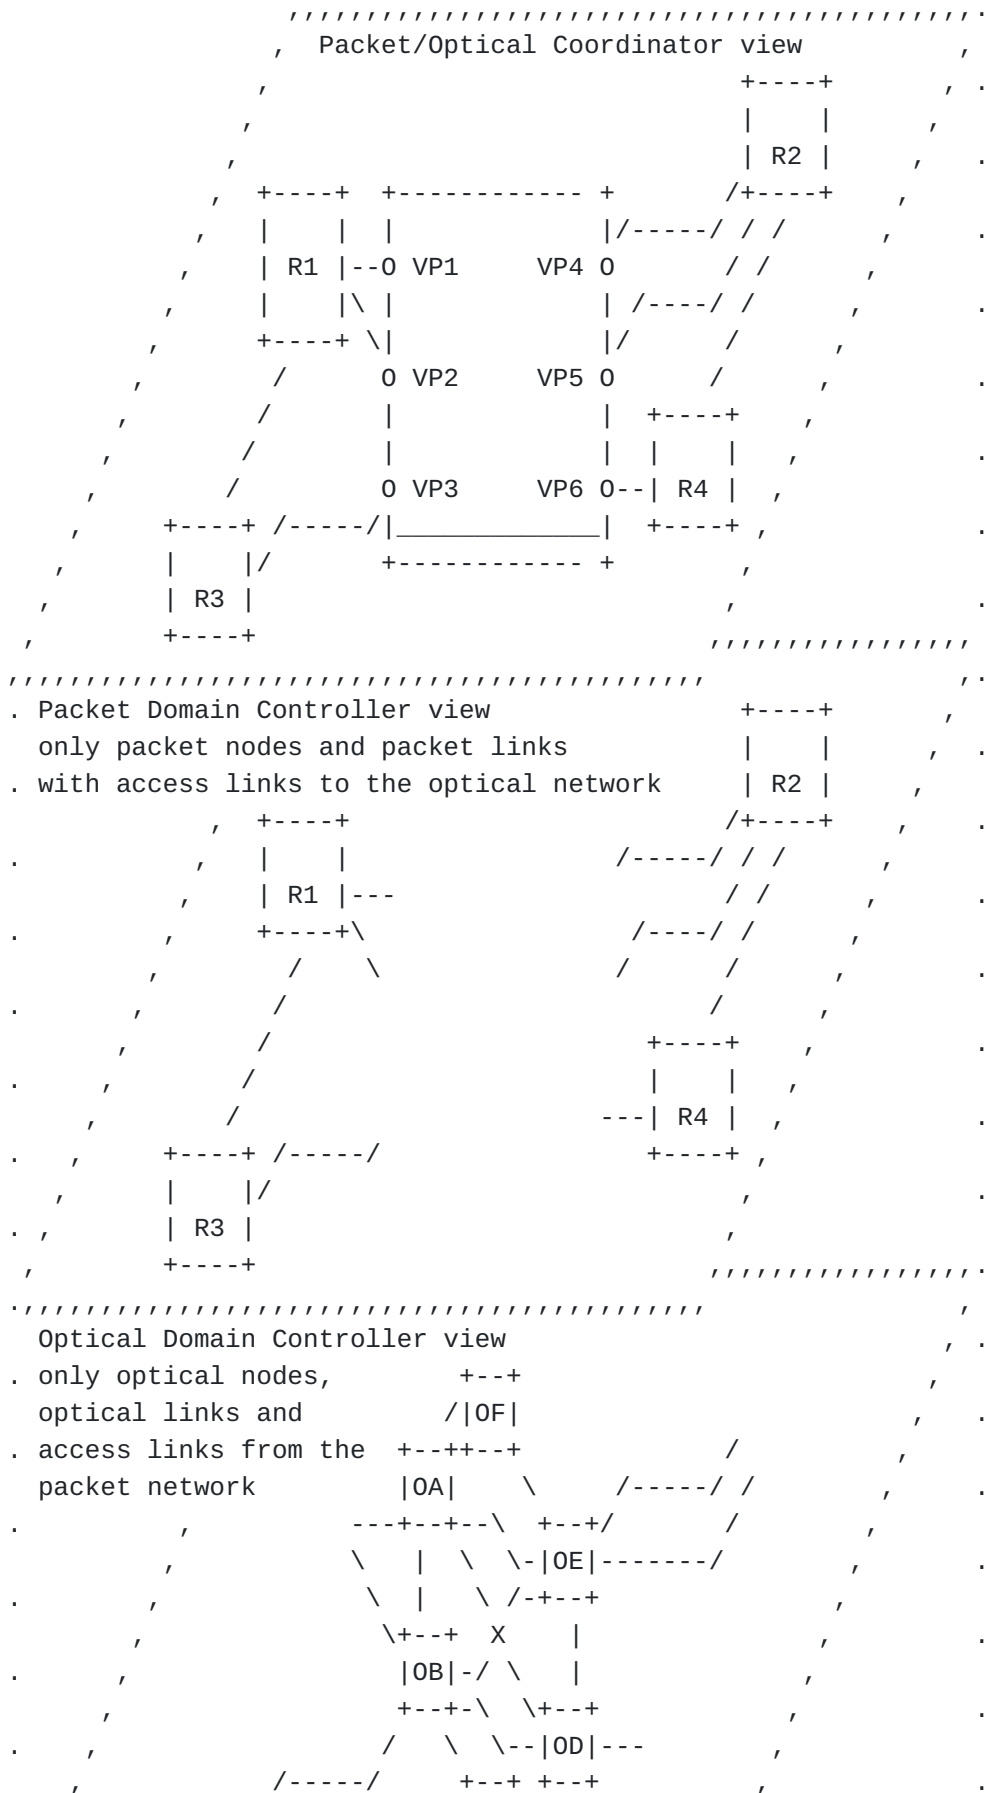 Packet/Optical Coordinator view
R2
R1 VP1 VP4
VP2 VP5
VP3 VP6 R4
R3
Packet Domain Controller view
only packet nodes and packet links
with access links to the optical network R2
R1
R4
R3
Optical Domain Controller view
only optical nodes,
optical links and OF
access links from the
packet network OA
OE
X
OB
OD